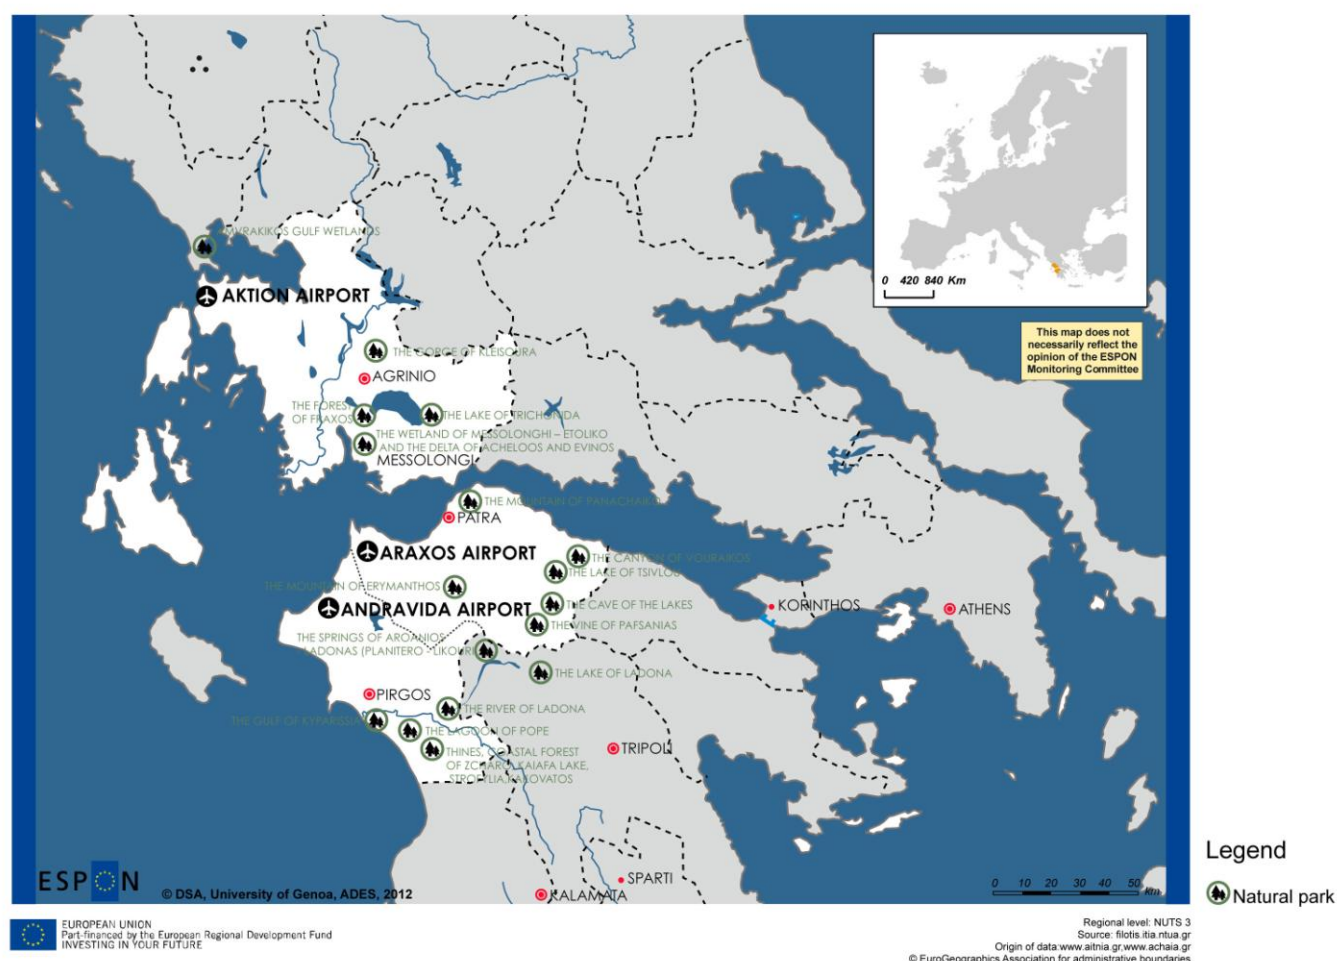 0 420 840 Km
This map does not
necessarily reflect the
opinion of the ESPON
Monitoring Committee
GULF WETLANDS
AKTION AIRPORT
THE GORGE OF KLEISOURA
AGRINIO
THE FOREST
OF FRAXOS
THE LAKE OF TRICHONIDA
THE WETLAND OF MESSOLONGHI – ETOLIKO
AND THE DELTA OF ACHELOOS AND EVINOS
MESSOLONGI
THE MOUNTAIN OF PANACHAIKO
PATRA
ARAXOS AIRPORT
THE CANYON OF VOURAIKOS
THE LAKE OF TSIVLOU
THE MOUNTAIN OF ERYMANTHOS
ANDRAVIDA AIRPORT
THE CAVE OF THE LAKES
KORINTHOS
ATHENS
THE VINE OF PAFSANIAS
THE SPRINGS OF AROANIOS
LADONAS (PLANITERO - LIKOURI
THE LAKE OF LADONA
PIRGOS
THE RIVER OF LADONA
THE GULF OF KYPARISSIA
THE LAGOON OF POPE
THINES, COASTAL FOREST
OF ZCHARO, KAIAFA LAKE,
STROFYLIA, KAKOVATOS
TRIPOLI
SPARTI
KALAMATA
ESPON
© DSA, University of Genoa, ADES, 2012
0 10 20 30 40 50
km
Legend
Natural park
EUROPEAN UNION
Part-financed by the European Regional Development Fund
INVESTING IN YOUR FUTURE
Regional level: NUTS 3
Source: filotis.itia.ntua.gr
Origin of data:www.aitnia.gr,www.achaia.gr
© EuroGeographics Association for administrative boundaries